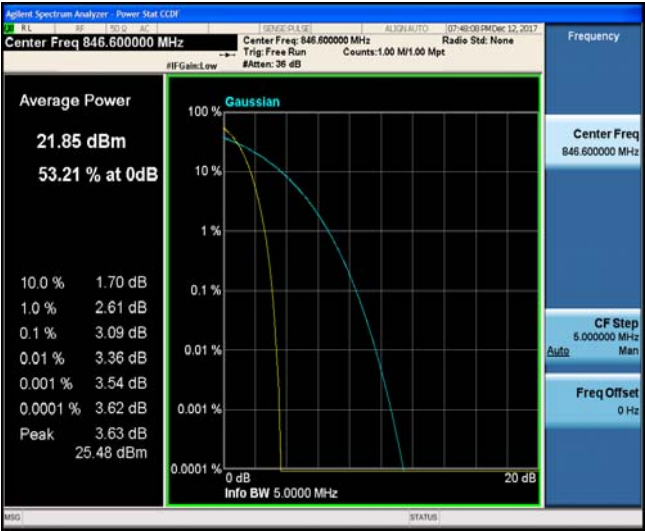 Agilent Spectrum Analyzer - Power Stat CCDF
RL RF 50 Ω AC SENSE:PULSE ALIGN AUTO 07:48:08 PM Dec 12, 2017
Center Freq 846.600000 MHz
Center Freq: 846.600000 MHz Radio Std: None
Trig: Free Run Counts:1.00 M/1.00 Mpt
#IFGain:Low #Atten: 36 dB
Frequency
Average Power
21.85 dBm
53.21 % at 0dB
10.0 % 1.70 dB
1.0 % 2.61 dB
0.1 % 3.09 dB
0.01 % 3.36 dB
0.001 % 3.54 dB
0.0001 % 3.62 dB
Peak 3.63 dB
25.48 dBm
Gaussian
100 %
10 %
1 %
0.1 %
0.01 %
0.001 %
0.0001 %
0 dB 20 dB
Info BW 5.0000 MHz
Center Freq
846.600000 MHz
CF Step
5.000000 MHz
Auto Man
Freq Offset
0 Hz
MSG STATUS